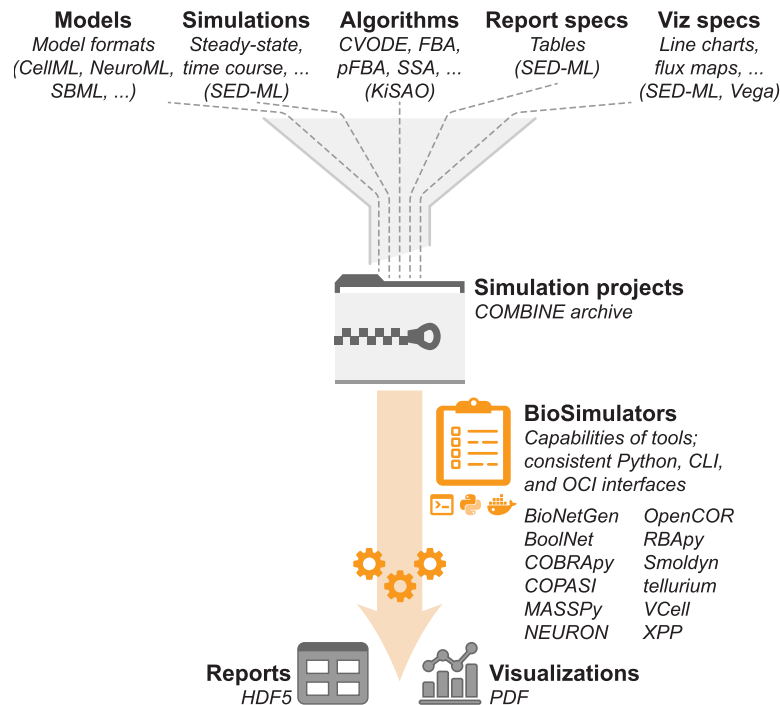 Models
Model formats
(CellML, NeuroML,
SBML, ...)
Simulations
Steady-state,
time course, ...
(SED-ML)
Algorithms
CVODE, FBA,
pFBA, SSA, ...
(KiSAO)
Report specs
Tables
(SED-ML)
Viz specs
Line charts,
flux maps, ...
(SED-ML, Vega)
Simulation projects
COMBINE archive
BioSimulators
Capabilities of tools;
consistent Python, CLI,
and OCI interfaces
BioNetGen
BoolNet
COBRApy
COPASI
MASSPy
NEURON
OpenCOR
RBApy
Smoldyn
tellurium
VCell
XPP
Reports
HDF5
Visualizations
PDF